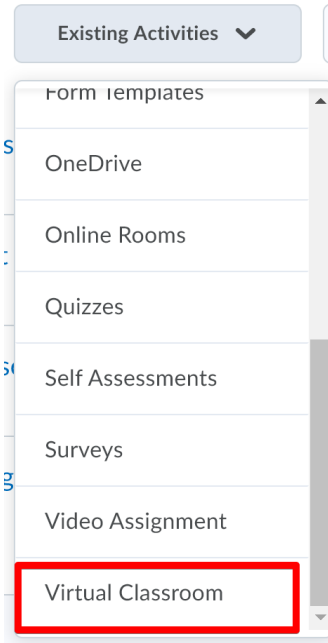 Existing Activities
Form Templates
OneDrive
Online Rooms
Quizzes
Self Assessments
Surveys
Video Assignment
Virtual Classroom